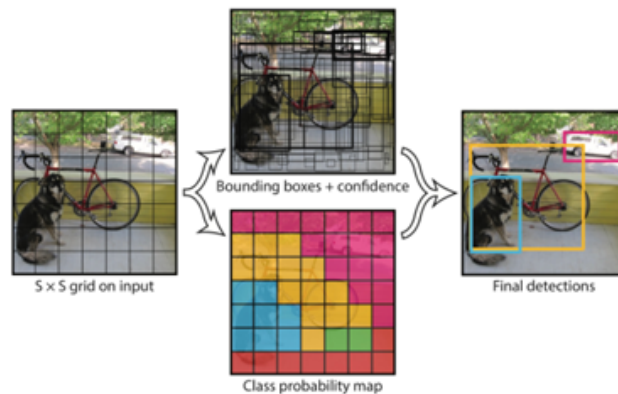 Bounding boxes + confidence
S × S grid on input
Final detections
Class probability map